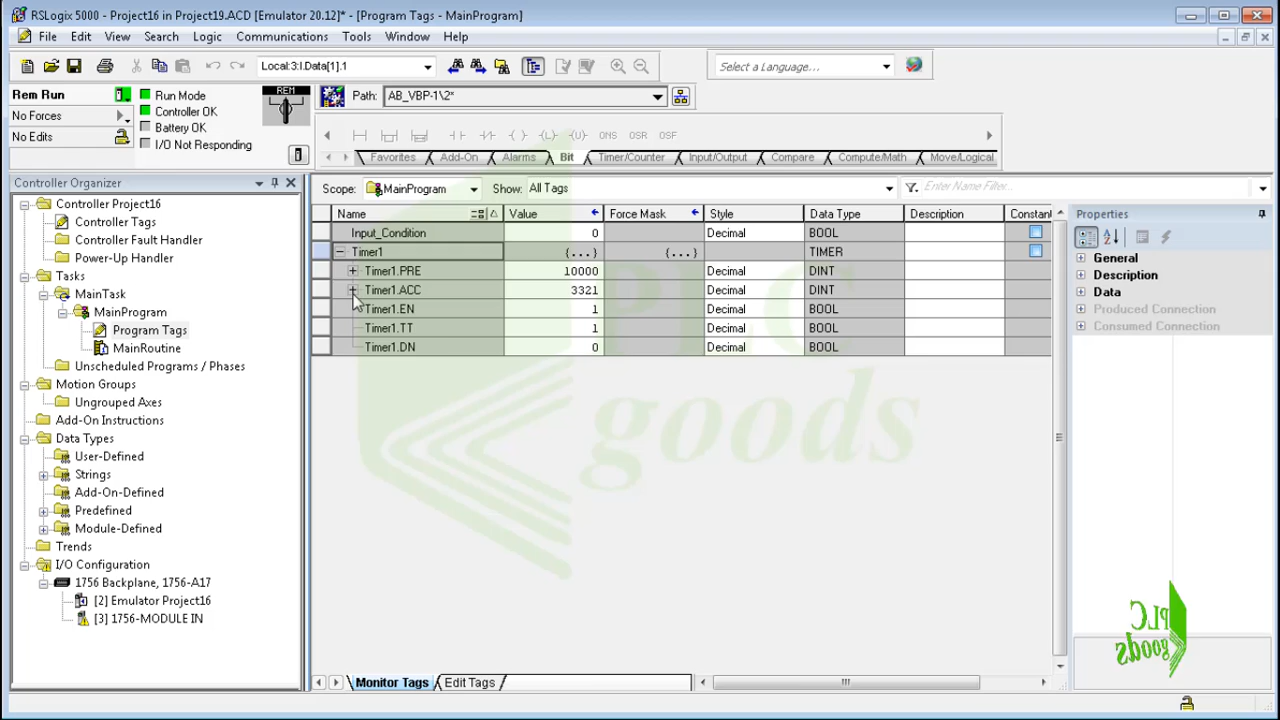 RSLogix 5000 - Project16 in Project19.ACD [Emulator 20.12]* - [Program Tags - MainProgram]
File Edit View Search Logic Communications Tools Window Help
Local:3:I.Data[1].1
Select a Language...
Rem Run
No Forces
No Edits
Run Mode
Controller OK
Battery OK
I/O Not Responding
REM
Path: AB_VBP-1\2*
ONS OSR OSF
Favorites Add-On Alarms Bit Timer/Counter Input/Output Compare Compute/Math Move/Logical
Controller Organizer
Controller Project16
Controller Tags
Controller Fault Handler
Power-Up Handler
Tasks
MainTask
MainProgram
Program Tags
MainRoutine
Unscheduled Programs / Phases
Motion Groups
Ungrouped Axes
Add-On Instructions
Data Types
User-Defined
Strings
Add-On-Defined
Predefined
Module-Defined
Trends
I/O Configuration
1756 Backplane, 1756-A17
[2] Emulator Project16
[3] 1756-MODULE IN
Scope: MainProgram Show: All Tags Enter Name Filter...
Name Value Force Mask Style Data Type Description Constant
Input_Condition 0 Decimal BOOL
Timer1 {...} {...} TIMER
Timer1.PRE 10000 Decimal DINT
Timer1.ACC 3321 Decimal DINT
Timer1.EN 1 Decimal BOOL
Timer1.TT 1 Decimal BOOL
Timer1.DN 0 Decimal BOOL
Monitor Tags Edit Tags
Properties
General
Description
Data
Produced Connection
Consumed Connection
PLC
goods
PLC
goods